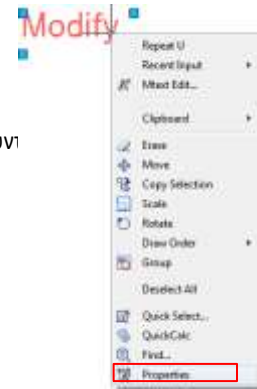 Modify
Repeat U
Recent Input
Mtext Edit...
Clipboard
Erase
Move
Copy Selection
Scale
Rotate
Draw Order
Group
Deselect All
Quick Select...
QuickCalc
Find...
Properties